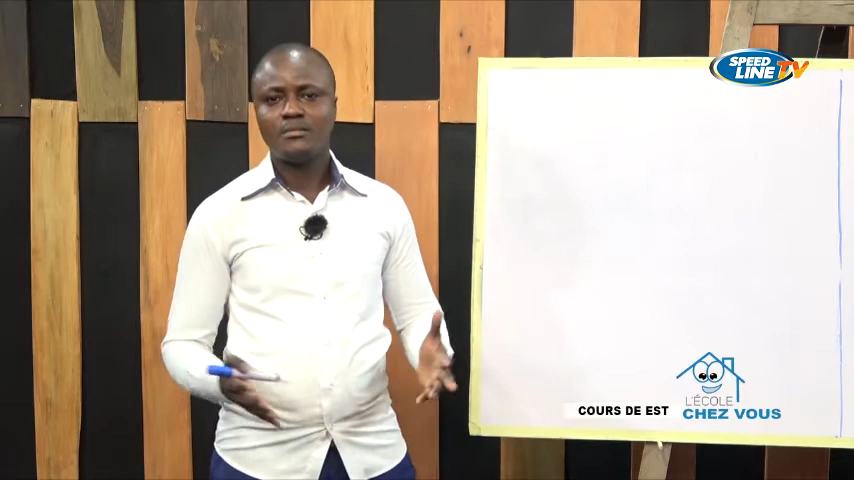 SPEED
LINE TV
COURS DE EST
L'ÉCOLE
CHEZ VOUS